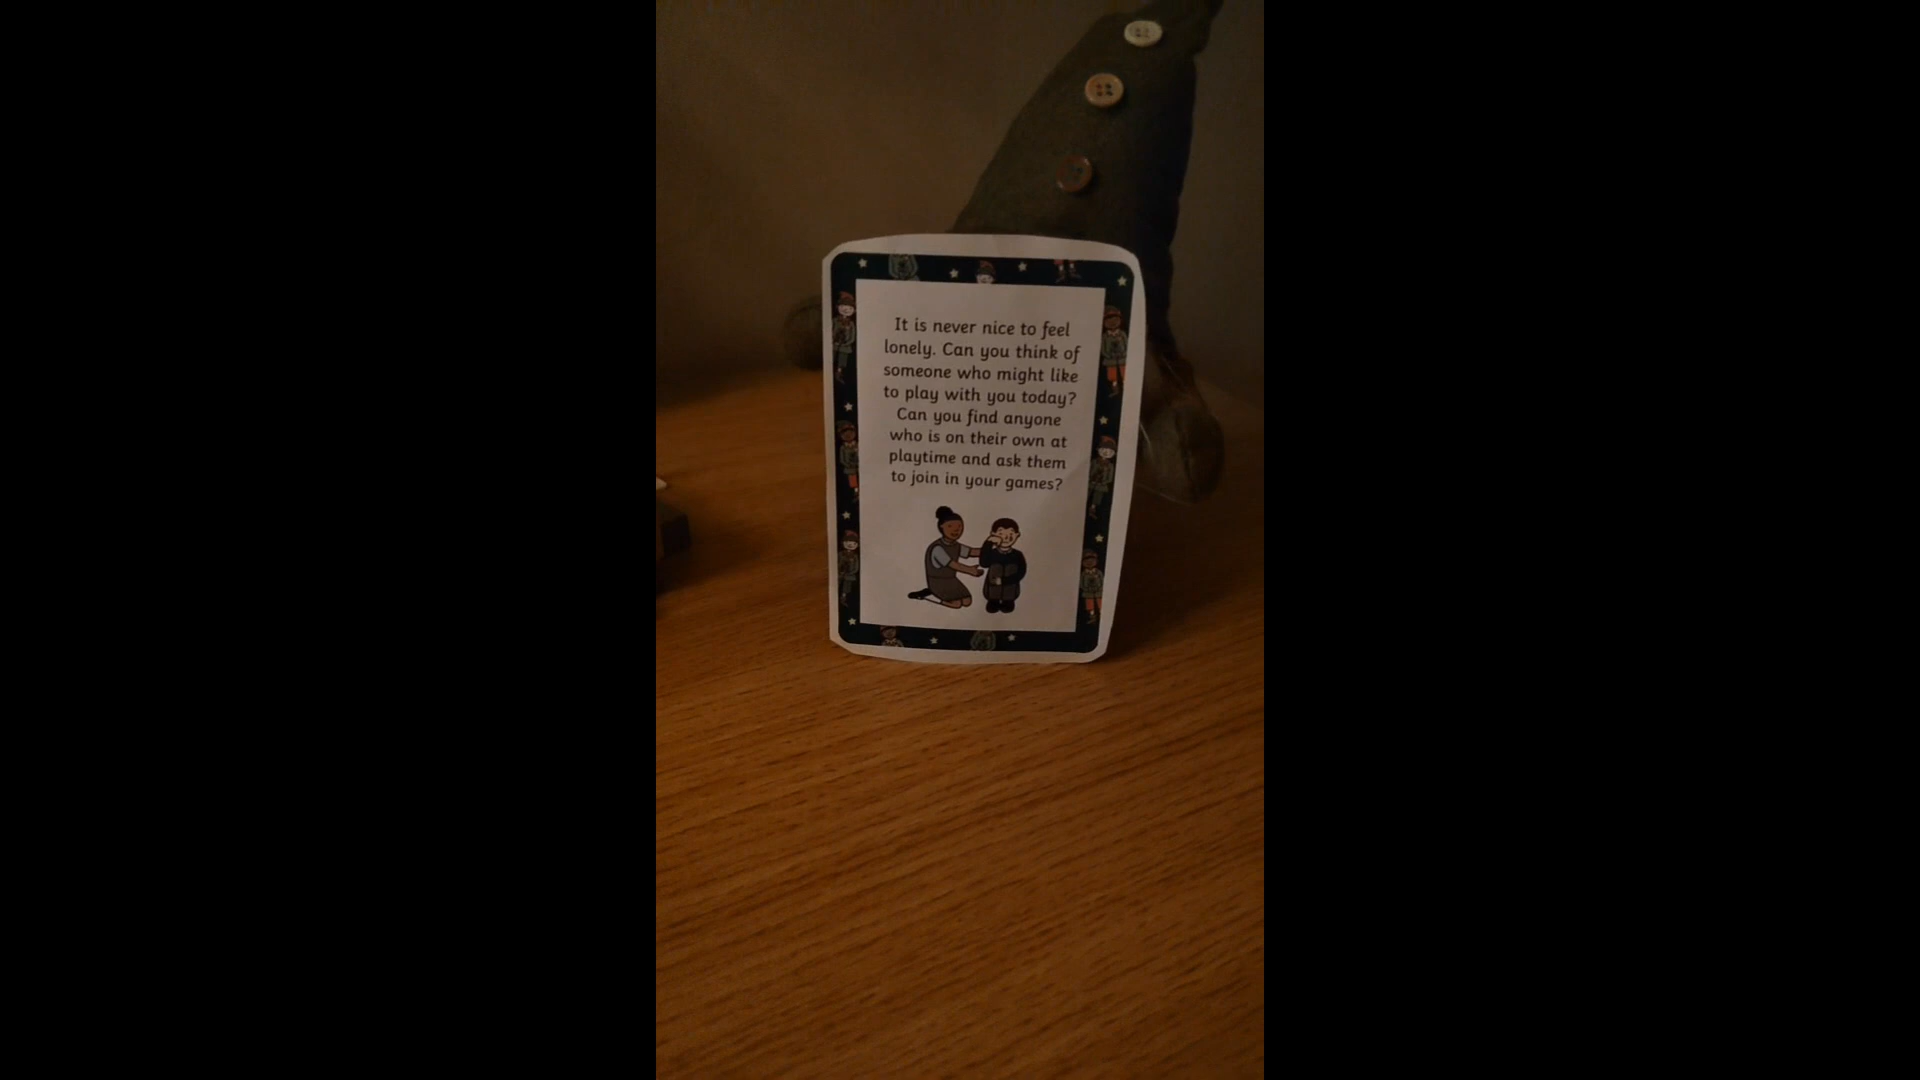 It is never nice to feel
lonely. Can you think of
someone who might like
to play with you today?
Can you find anyone
who is on their own at
playtime and ask them
to join in your games?